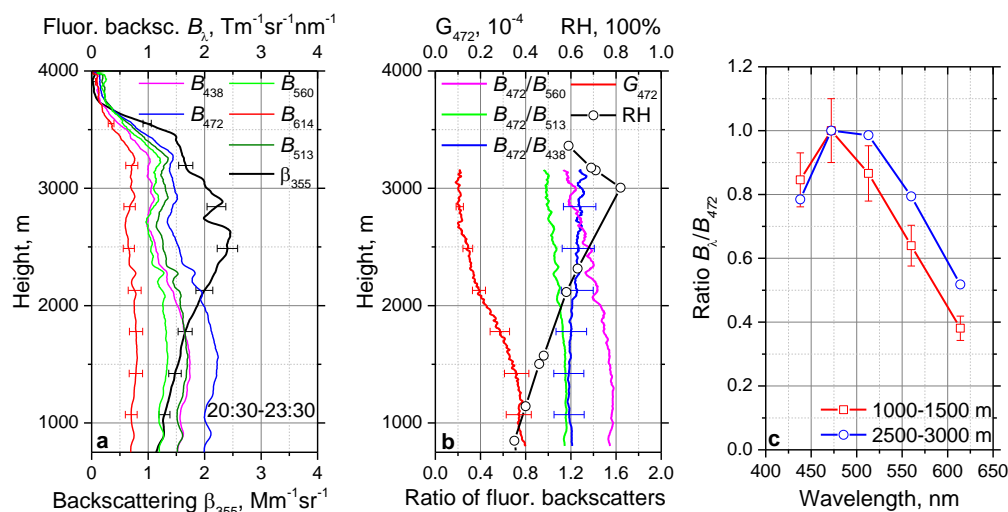 Fluor. backsc. Bλ, Tm⁻¹sr⁻¹nm⁻¹
0 1 2 3 4
4000
3000
2000
1000
Height, m
B438
B472
B560
B614
B513
β355
20:30-23:30
a
0 1 2 3 4
Backscattering β355, Mm⁻¹sr⁻¹
G472, 10⁻⁴ RH, 100%
0.0 0.2 0.4 0.6 0.8 1.0
4000
3000
2000
1000
Height, m
B472/B560
B472/B513
B472/B438
G472
RH
b
0.0 0.4 0.8 1.2 1.6 2.0
Ratio of fluor. backscatters
1.2
1.0
0.8
0.6
0.4
0.2
0.0
Ratio Bλ/B472
1000-1500 m
2500-3000 m
c
400 450 500 550 600 650
Wavelength, nm